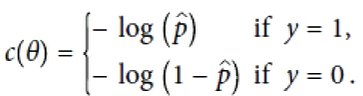 c(θ) = { − log (p̂) if y = 1,
− log (1 − p̂) if y = 0.